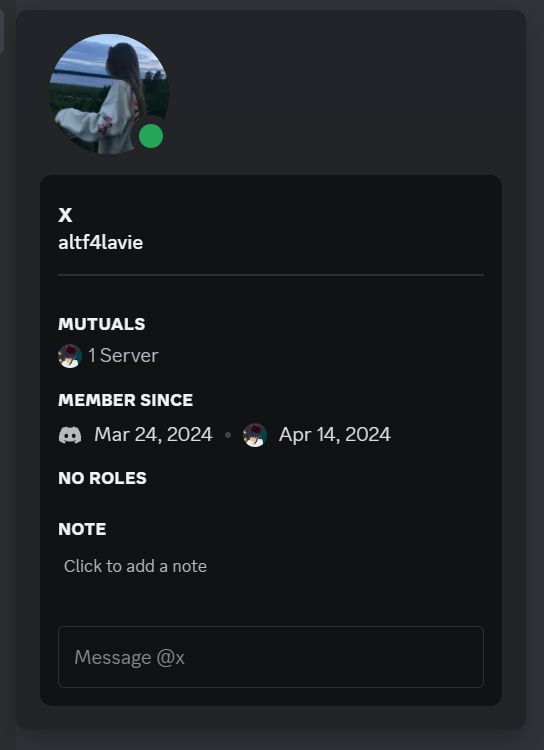 x
altf4lavie
MUTUALS
1 Server
MEMBER SINCE
Mar 24, 2024 • Apr 14, 2024
NO ROLES
NOTE
Click to add a note
Message @x